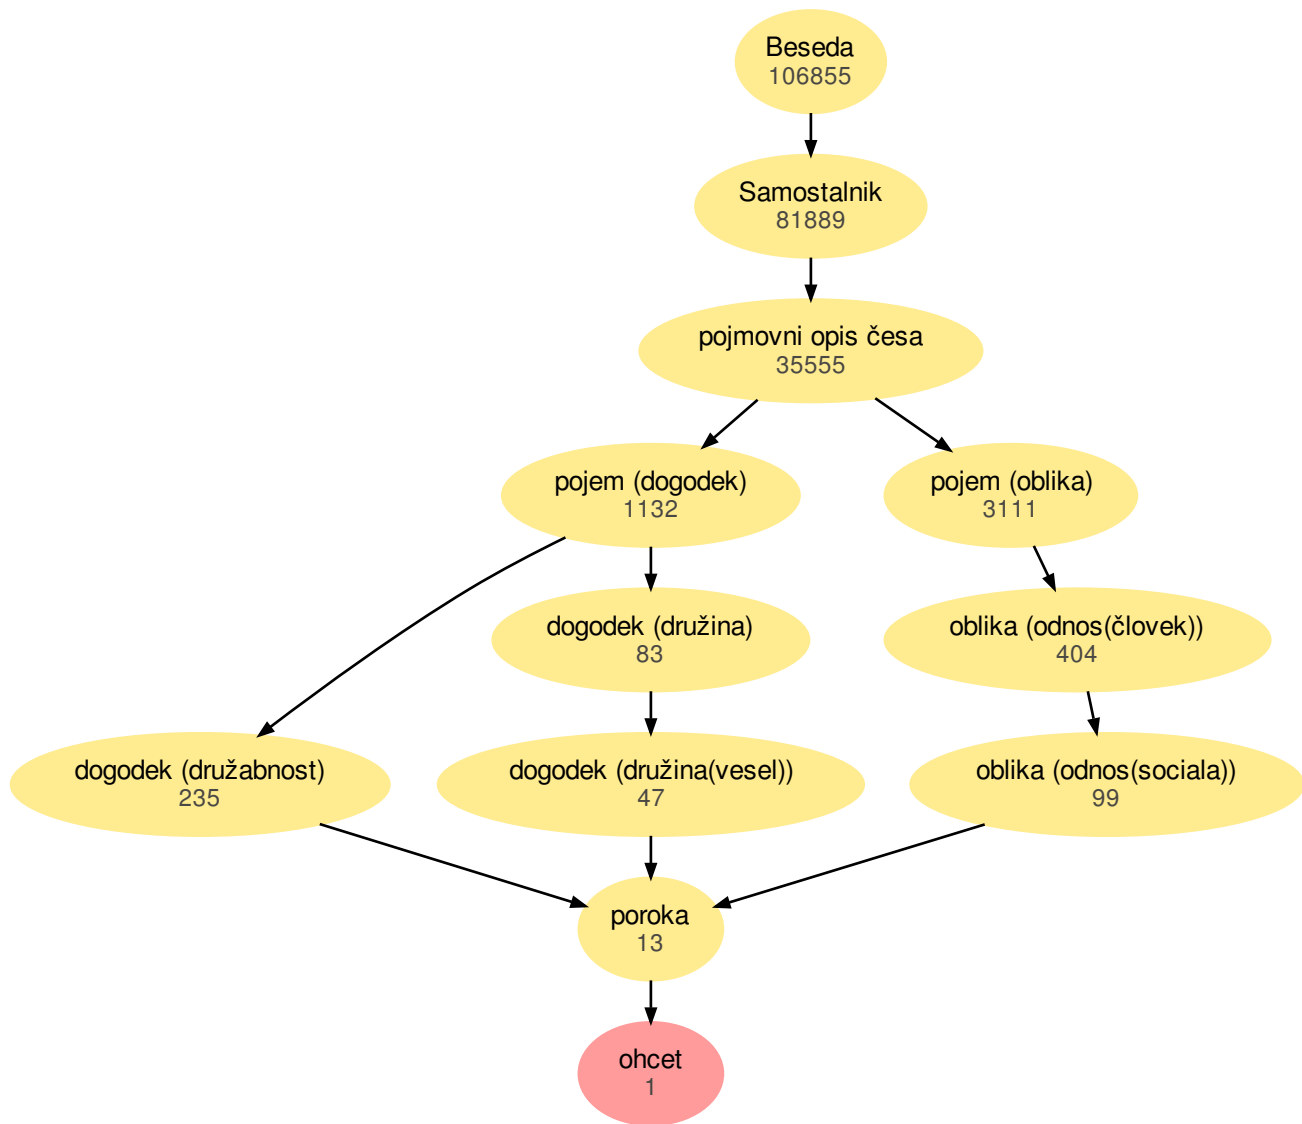 Beseda
106855
Samostalnik
81889
pojmovni opis česa
35555
pojem (dogodek)
1132
pojem (oblika)
3111
dogodek (družina)
83
oblika (odnos(človek))
404
dogodek (družabnost)
235
dogodek (družina(vesel))
47
oblika (odnos(sociala))
99
poroka
13
ohcet
1